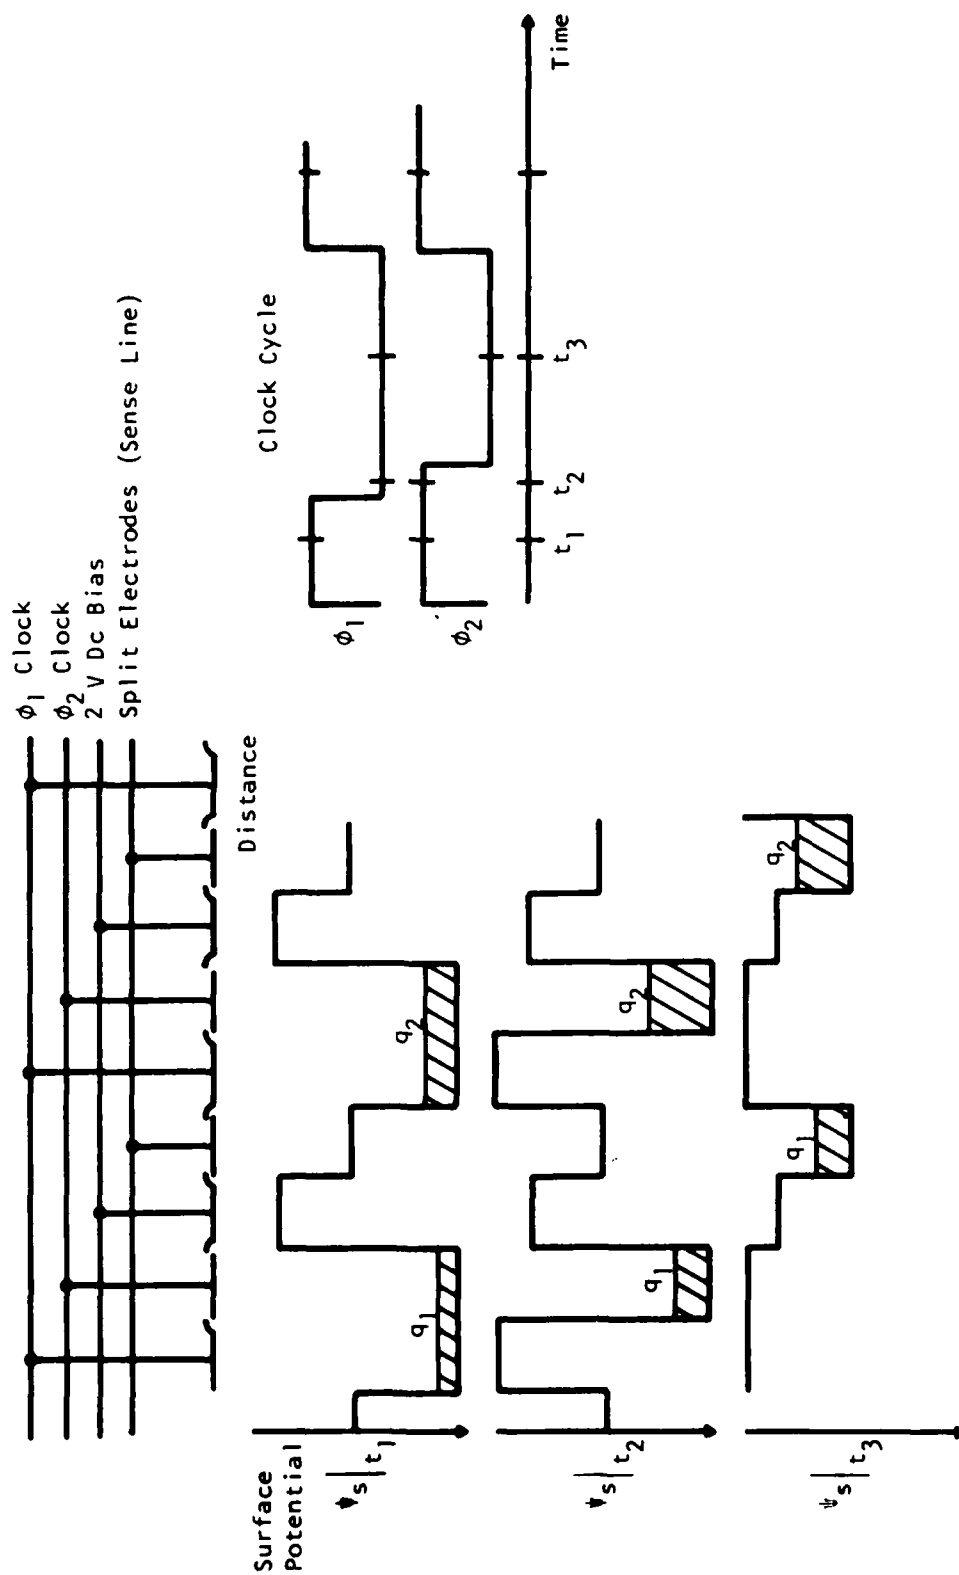 ϕ1 Clock
ϕ2 Clock
2 V Dc Bias
Split Electrodes (Sense Line)
Distance
Surface
Potential
ψs|t1
q1
q2
ψs|t2
q1
q2
ψs|t3
q1
q2
Clock Cycle
ϕ1
ϕ2
t1
t2
t3
Time